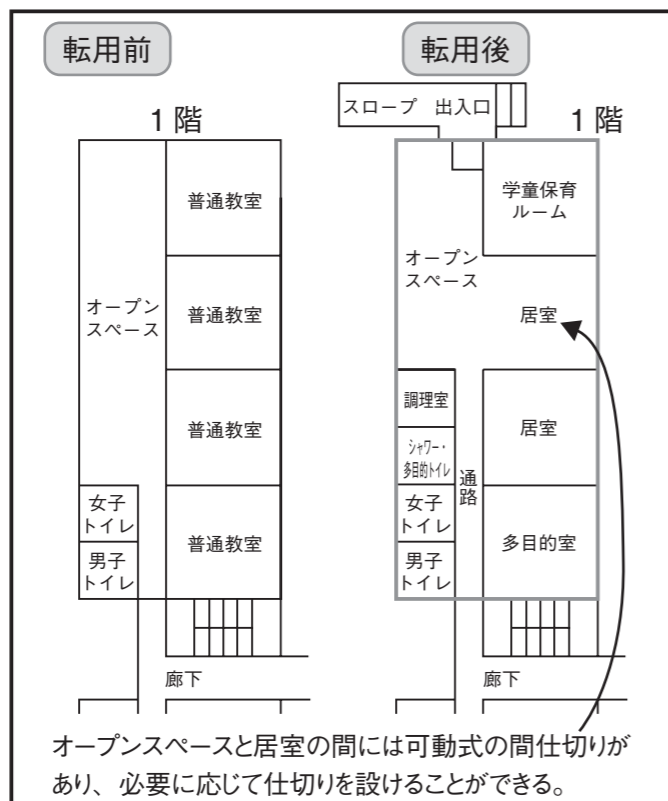 転用前
1階
普通教室
普通教室
オープン
スペース
普通教室
女子
トイレ
男子
トイレ
普通教室
廊下
転用後
スロープ 出入口
1階
学童保育
ルーム
オープン
スペース
居室
調理室
シャワー・
多目的トイレ
通路
居室
女子
トイレ
男子
トイレ
多目的室
廊下
オープンスペースと居室の間には可動式の間仕切りが
あり、必要に応じて仕切りを設けることができる。